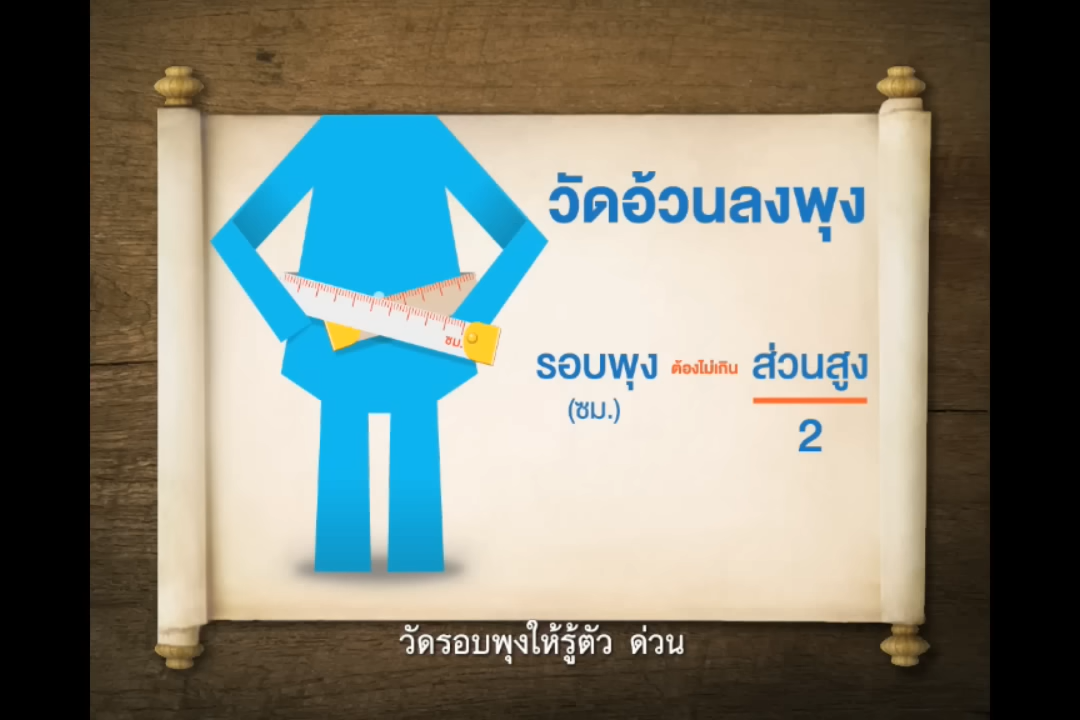 วัดอ้วนลงพุง
รอบพุง ต้องไม่เกิน ส่วนสูง
(ซม.)
2
ซม.
วัดรอบพุงให้รู้ตัว ด่วน